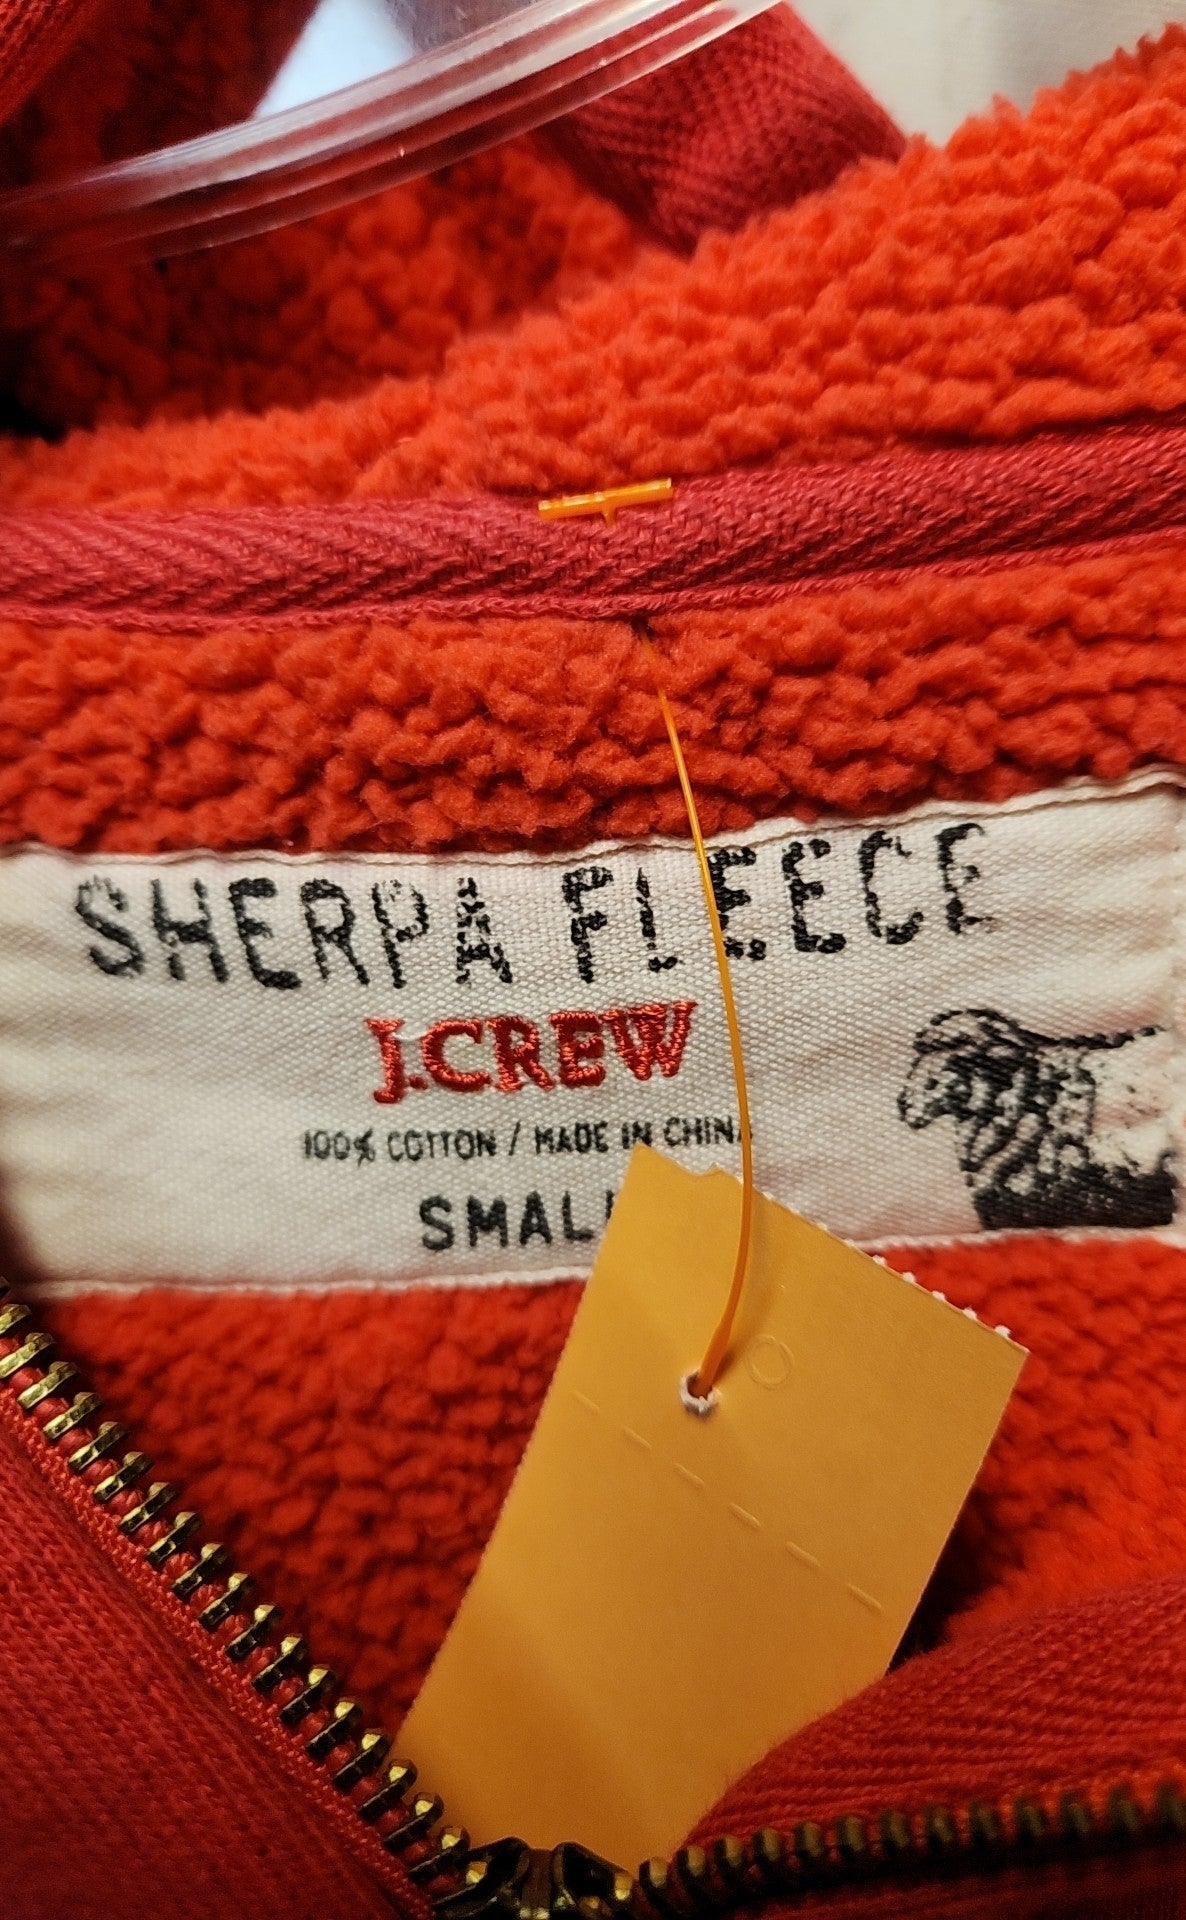 SHERPA FLEECE
J.CREW
100% COTTON / MADE IN CHINA
SMALL